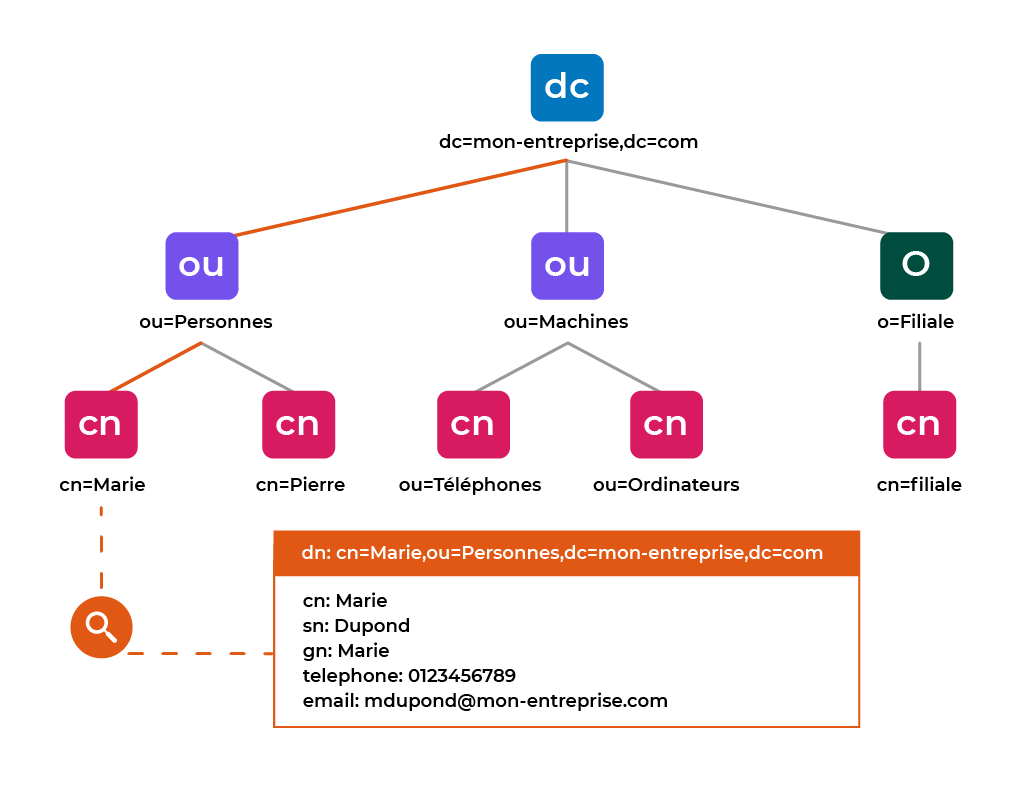 dc
dc=mon-entreprise,dc=com
ou
ou
O
ou=Personnes
ou=Machines
o=Filiale
cn
cn
cn
cn
cn
cn=Marie
cn=Pierre
ou=Téléphones
ou=Ordinateurs
cn=filiale
dn: cn=Marie,ou=Personnes,dc=mon-entreprise,dc=com
cn: Marie
sn: Dupond
gn: Marie
telephone: 0123456789
email: mdupond@mon-entreprise.com